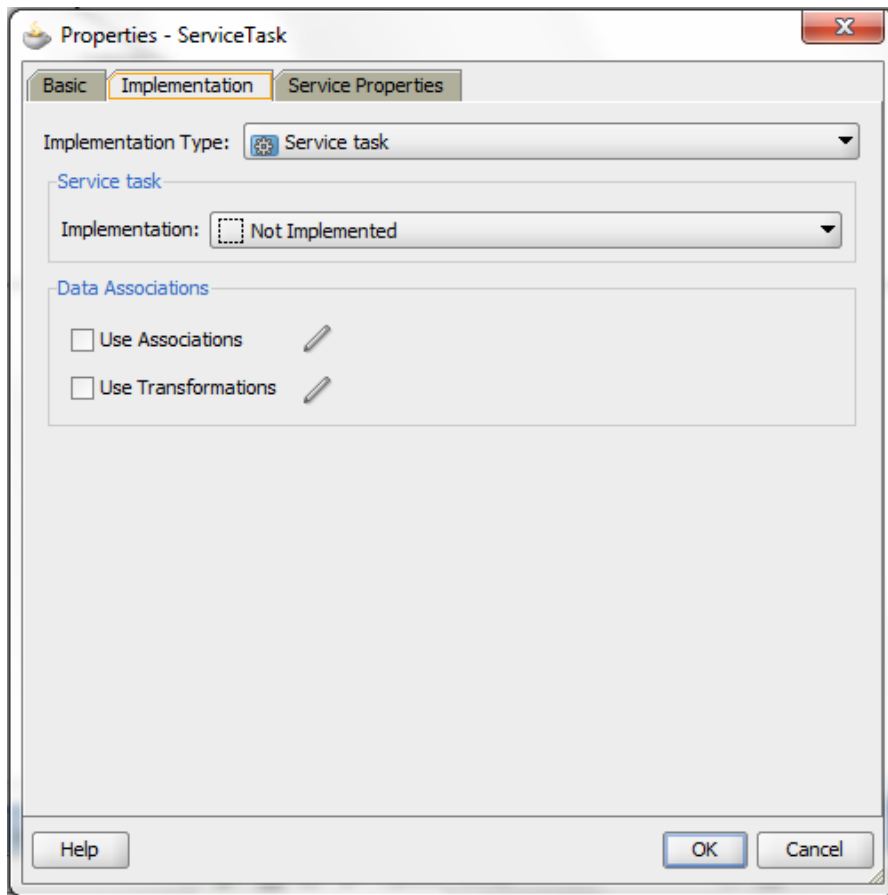 Properties - ServiceTask
Basic Implementation Service Properties
Implementation Type: Service task
Service task
Implementation: Not Implemented
Data Associations
Use Associations
Use Transformations
Help OK Cancel